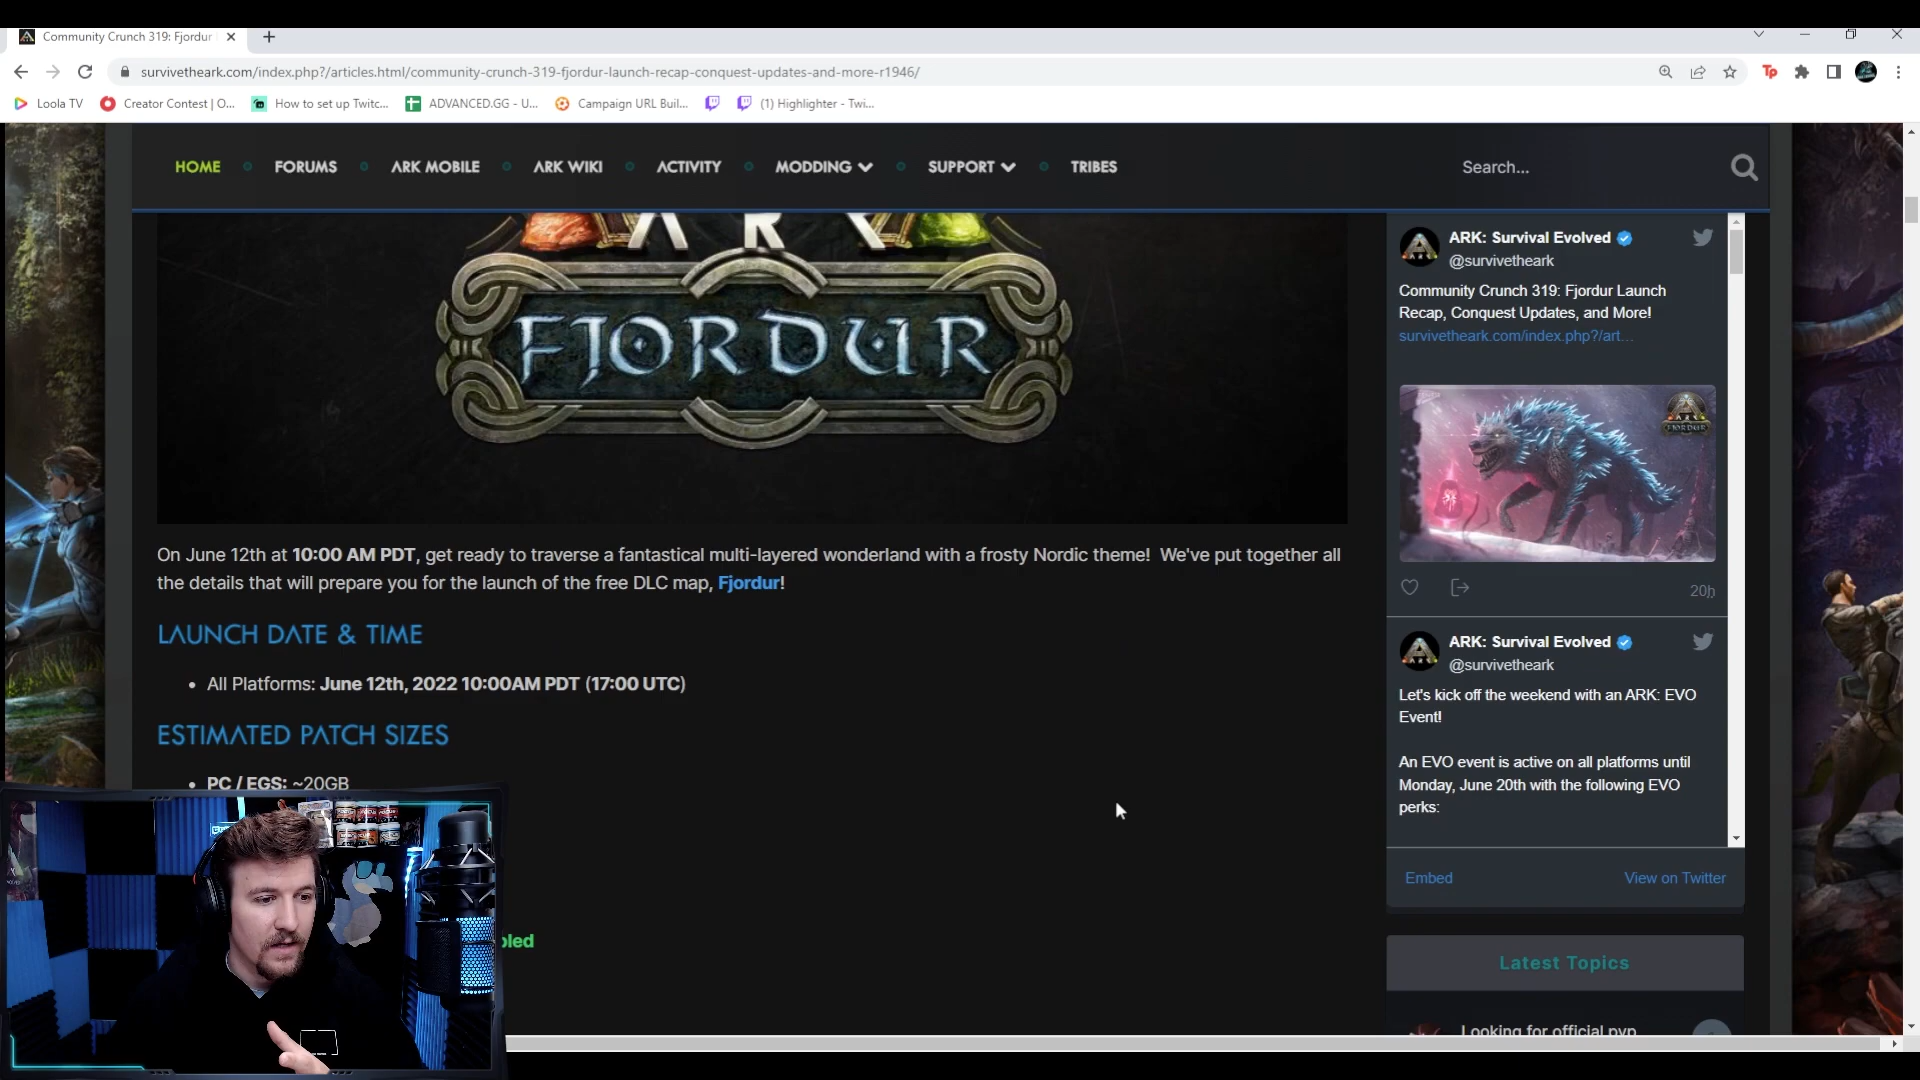 Community Crunch 319: Fjordur
survivetheark.com/index.php?/articles.html/community-crunch-319-fjordur-launch-recap-conquest-updates-and-more-r1946/
Loola TV
Creator Contest | O...
How to set up Twitc...
ADVANCED.GG - U...
Campaign URL Buil...
(1) Highlighter - Twi...
HOME
FORUMS
ARK MOBILE
ARK WIKI
ACTIVITY
MODDING
SUPPORT
TRIBES
Search...
ARK
FJORDUR
On June 12th at 10:00 AM PDT, get ready to traverse a fantastical multi-layered wonderland with a frosty Nordic theme!  We've put together all
the details that will prepare you for the launch of the free DLC map, Fjordur!
LAUNCH DATE & TIME
• All Platforms: June 12th, 2022 10:00AM PDT (17:00 UTC)
ESTIMATED PATCH SIZES
• PC / EGS: ~20GB
bled
ARK: Survival Evolved
@survivetheark
Community Crunch 319: Fjordur Launch
Recap, Conquest Updates, and More!
survivetheark.com/index.php?/art...
FJORDUR
20h
ARK: Survival Evolved
@survivetheark
Let's kick off the weekend with an ARK: EVO
Event!
An EVO event is active on all platforms until
Monday, June 20th with the following EVO
perks:
Embed
View on Twitter
Latest Topics
Looking for official pvp